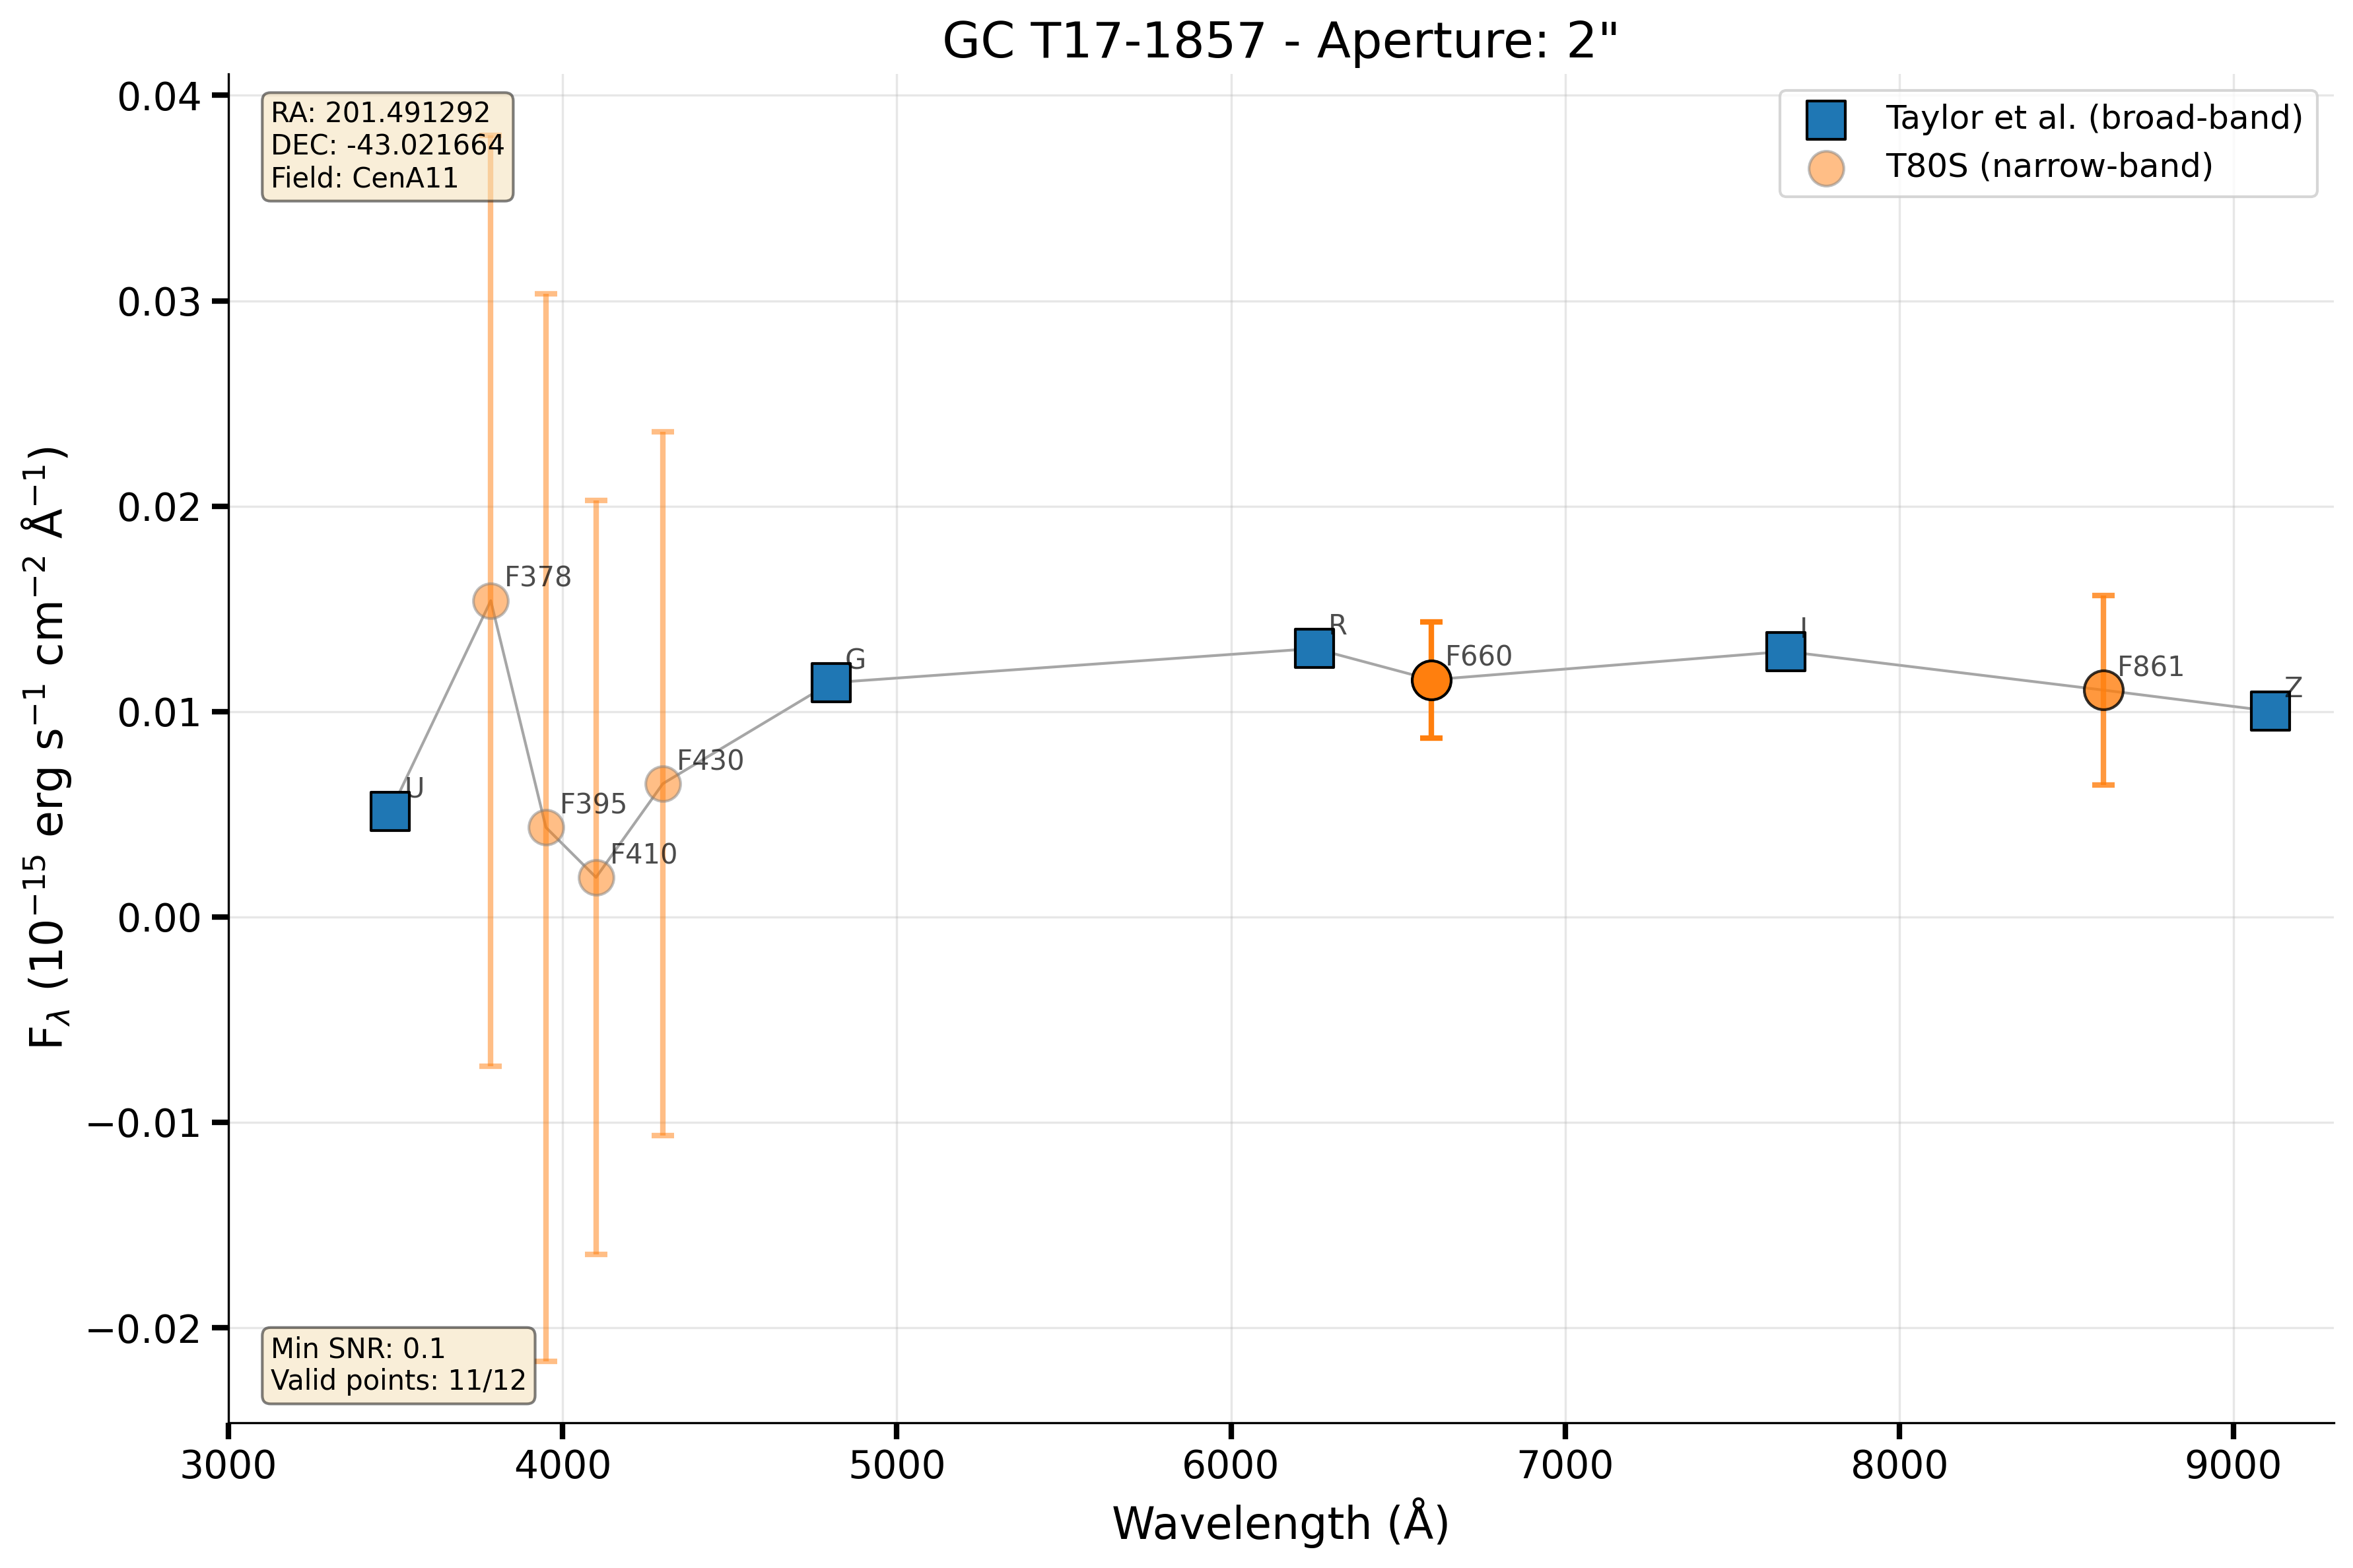 GC T17-1857 - Aperture: 2"
RA: 201.491292
DEC: -43.021664
Field: CenA11
Taylor et al. (broad-band)
T80S (narrow-band)
0.04
0.03
0.02
0.01
0.00
−0.01
−0.02
F_λ (10⁻¹⁵ erg s⁻¹ cm⁻² Å⁻¹)
U
F378
F395
F410
F430
G
R
F660
I
F861
Z
Min SNR: 0.1
Valid points: 11/12
3000 4000 5000 6000 7000 8000 9000
Wavelength (Å)